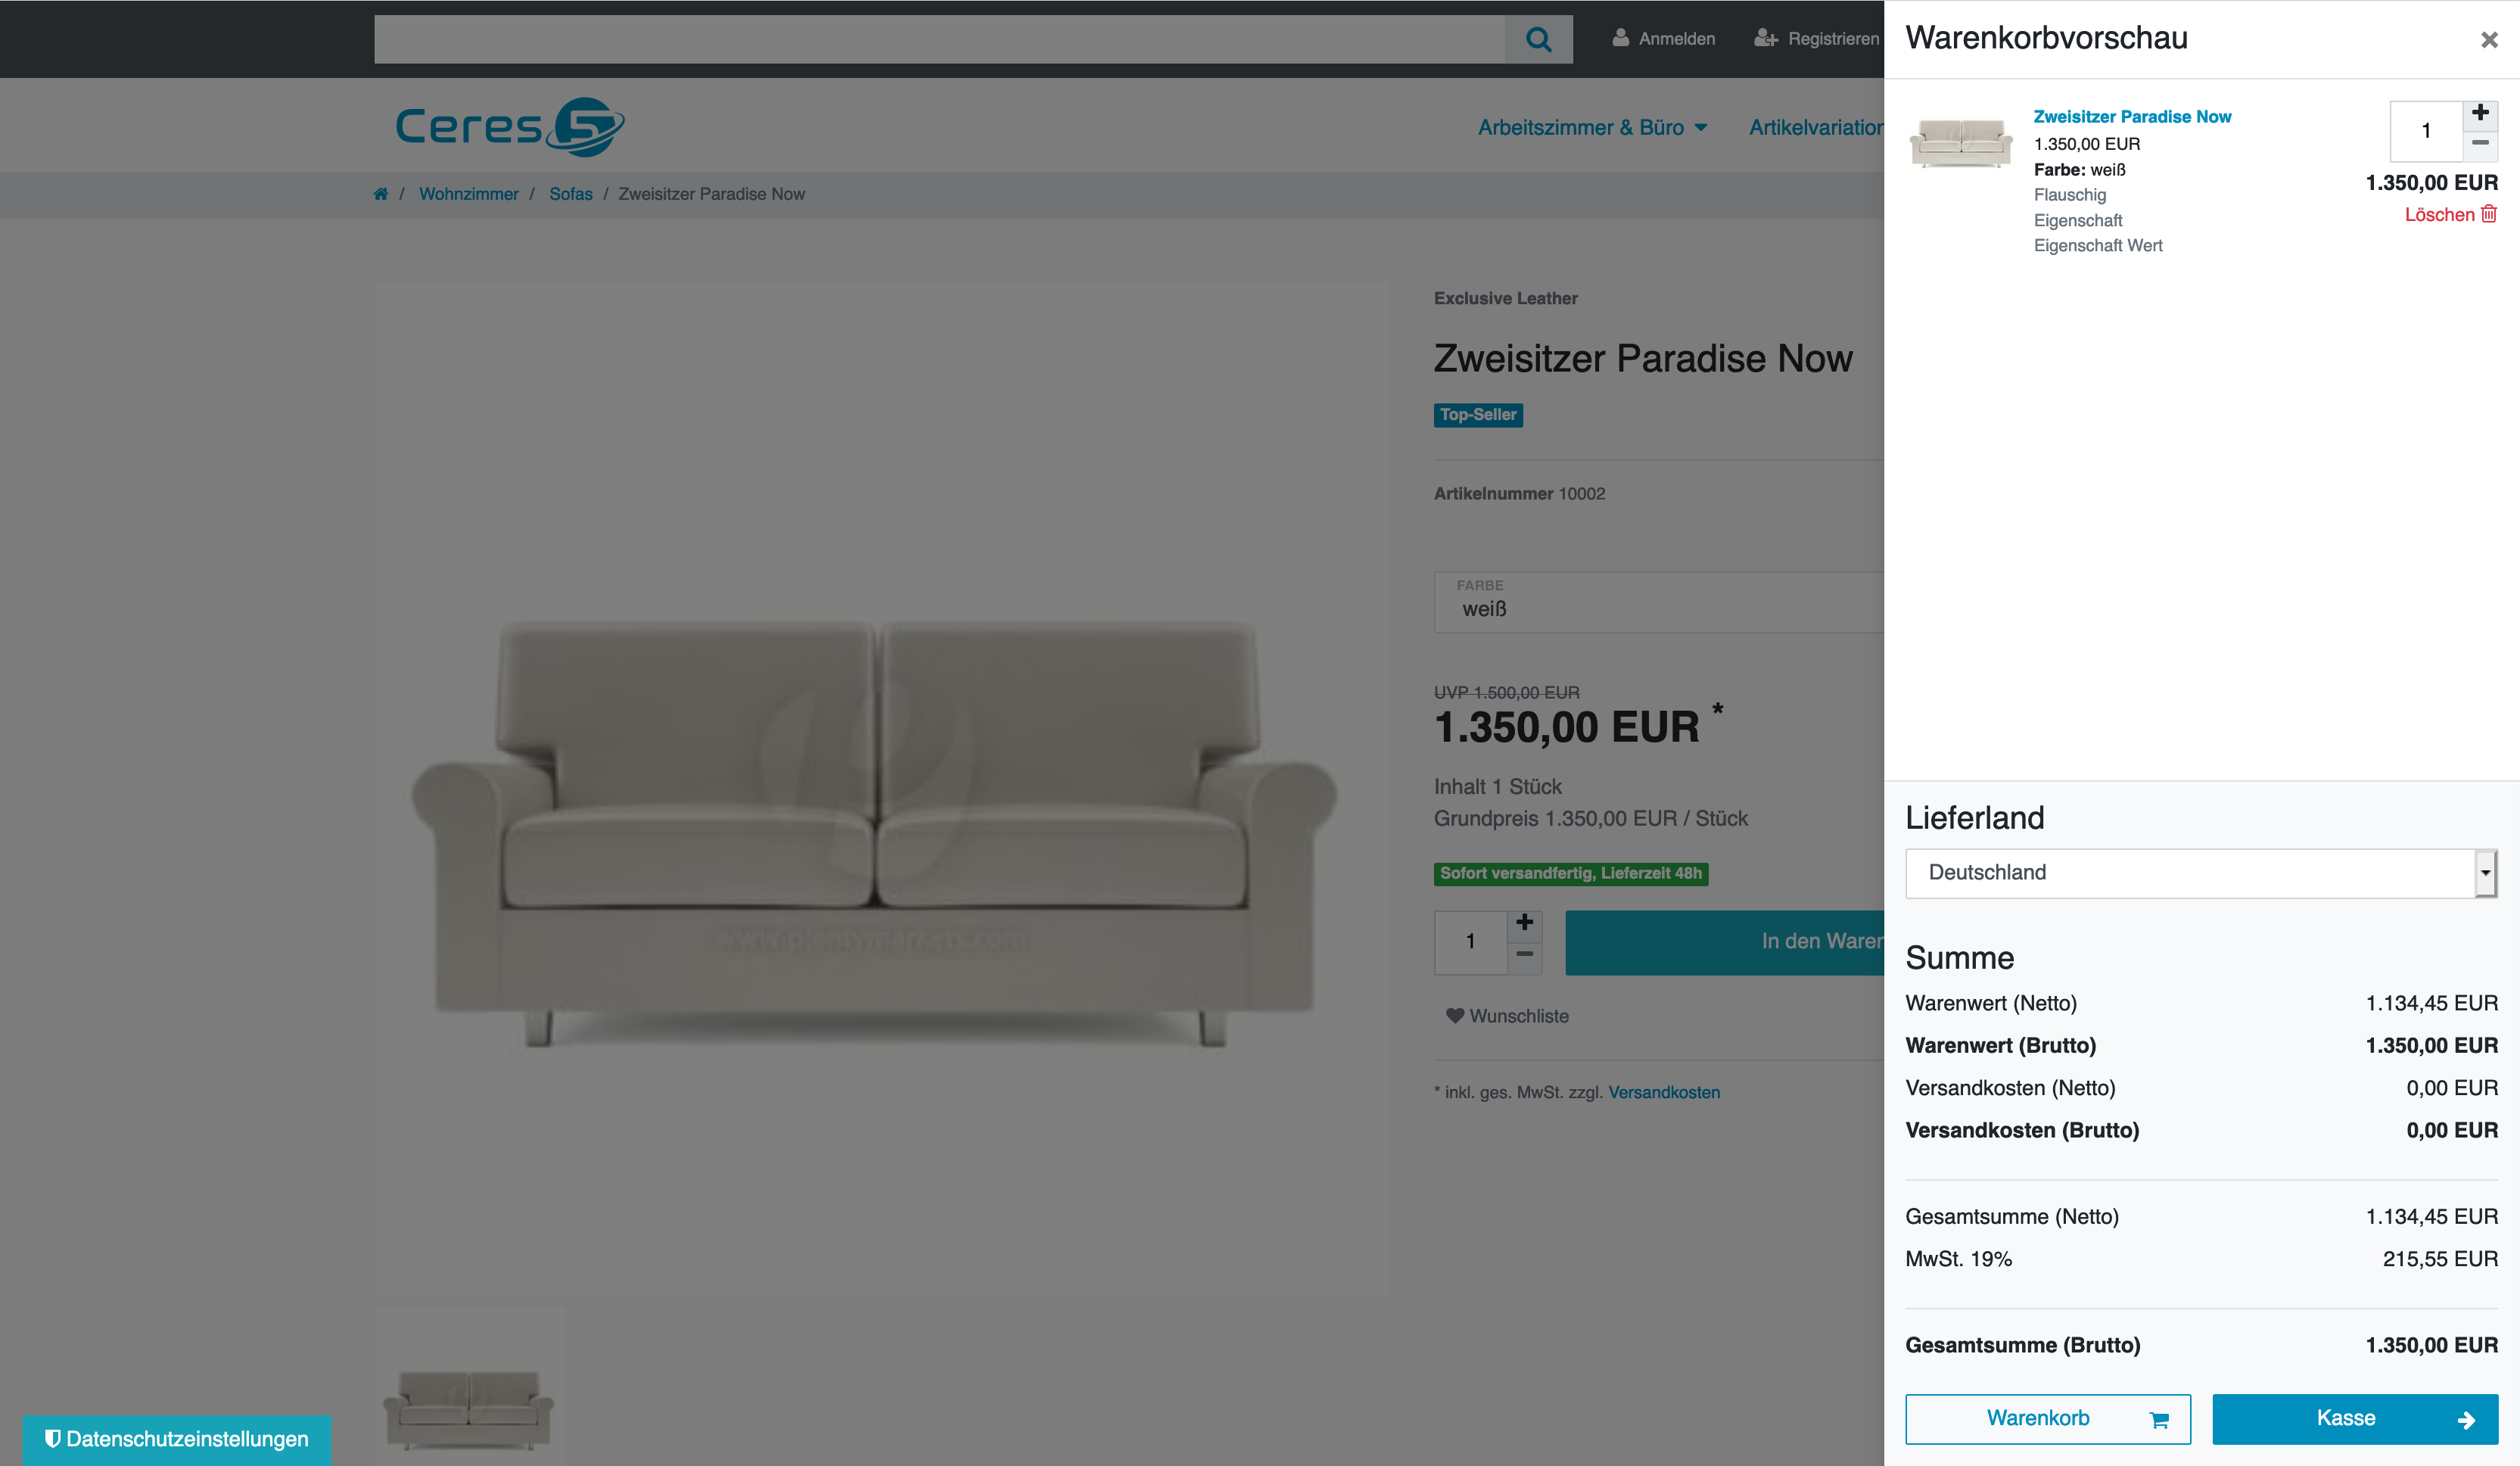 Anmelden
Registrieren
Ceres 5
Arbeitszimmer & Büro
Artikelvariation
/ Wohnzimmer / Sofas / Zweisitzer Paradise Now
Exclusive Leather
Zweisitzer Paradise Now
Top-Seller
Artikelnummer 10002
FARBE
weiß
UVP 1.500,00 EUR
1.350,00 EUR *
Inhalt 1 Stück
Grundpreis 1.350,00 EUR / Stück
Sofort versandfertig, Lieferzeit 48h
1
In den Waren
Wunschliste
* inkl. ges. MwSt. zzgl. Versandkosten
www.plentymarkets.com
Datenschutzeinstellungen
Warenkorbvorschau
Zweisitzer Paradise Now
1.350,00 EUR
Farbe: weiß
Flauschig
Eigenschaft
Eigenschaft Wert
1
1.350,00 EUR
Löschen
Lieferland
Deutschland
Summe
Warenwert (Netto) 1.134,45 EUR
Warenwert (Brutto) 1.350,00 EUR
Versandkosten (Netto) 0,00 EUR
Versandkosten (Brutto) 0,00 EUR
Gesamtsumme (Netto) 1.134,45 EUR
MwSt. 19% 215,55 EUR
Gesamtsumme (Brutto) 1.350,00 EUR
Warenkorb
Kasse